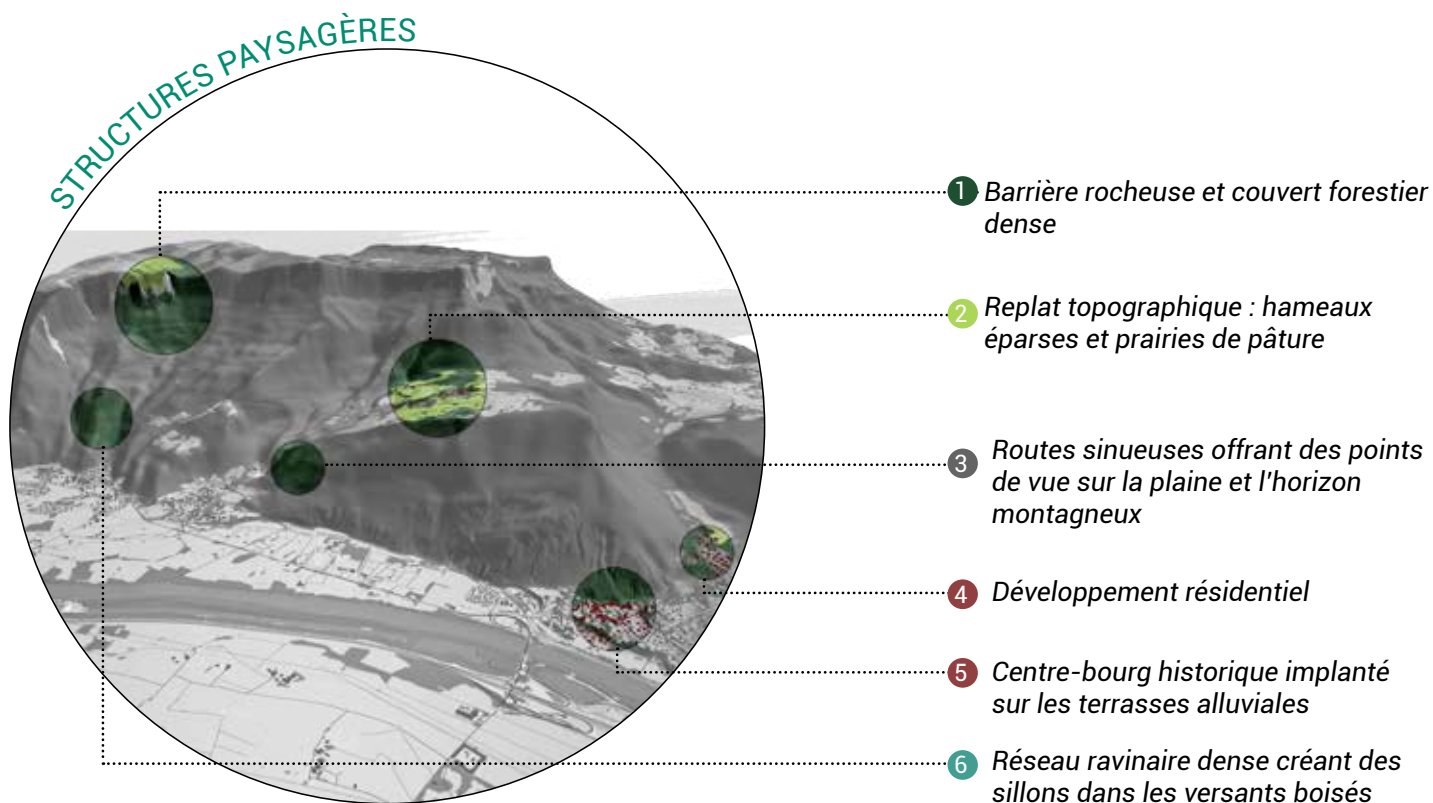 STRUCTURES PAYSAGÈRES
1 Barrière rocheuse et couvert forestier
dense
2 Replat topographique : hameaux
éparses et prairies de pâture
3 Routes sinueuses offrant des points
de vue sur la plaine et l'horizon
montagneux
4 Développement résidentiel
5 Centre-bourg historique implanté
sur les terrasses alluviales
6 Réseau ravinaire dense créant des
sillons dans les versants boisés